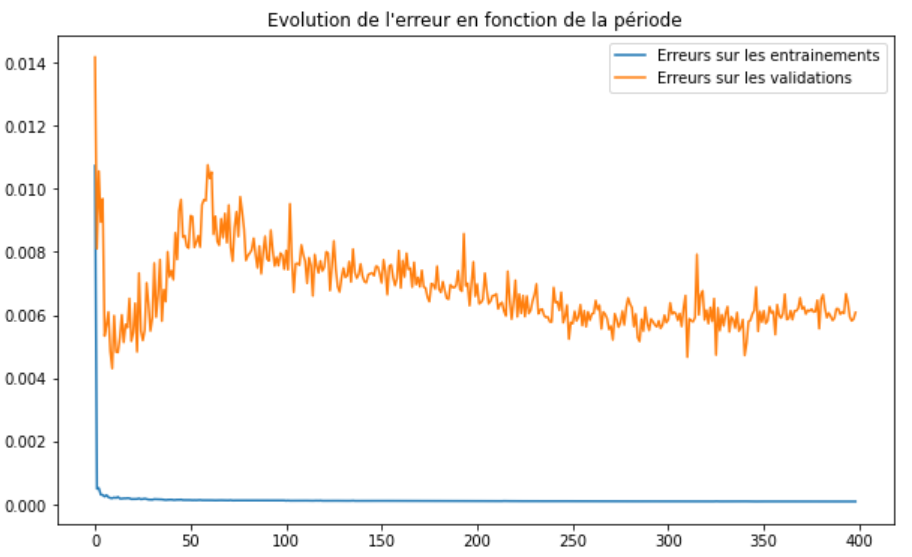 Evolution de l'erreur en fonction de la période
Erreurs sur les entrainements
Erreurs sur les validations
0.014
0.012
0.010
0.008
0.006
0.004
0.002
0.000
0 50 100 150 200 250 300 350 400